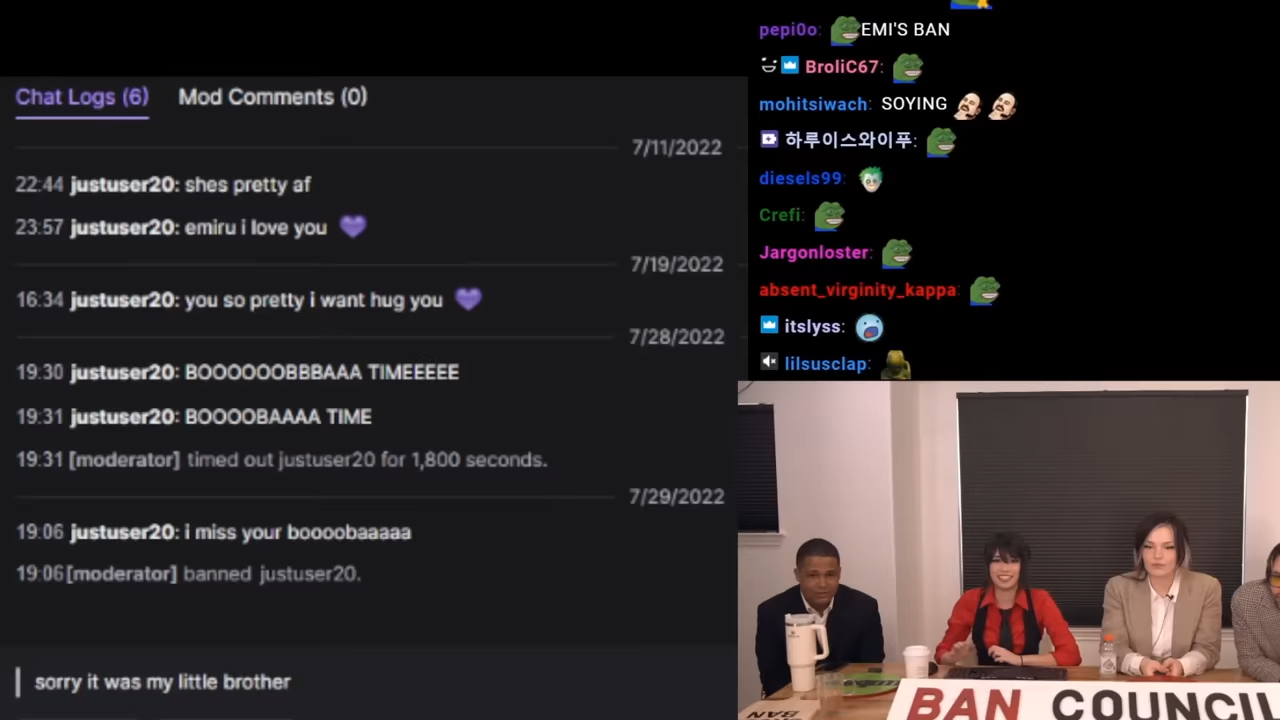 Chat Logs (6) Mod Comments (0)
7/11/2022
22:44 justuser20: shes pretty af
23:57 justuser20: emiru i love you
7/19/2022
16:34 justuser20: you so pretty i want hug you
7/28/2022
19:30 justuser20: BOOOOOOBBBAAA TIMEEEEE
19:31 justuser20: BOOOOBAAAA TIME
19:31 [moderator] timed out justuser20 for 1,800 seconds.
7/29/2022
19:06 justuser20: i miss your boooobaaaaa
19:06 [moderator] banned justuser20.
sorry it was my little brother
pepi0o: EMI'S BAN
BroliC67:
mohitsiwach: SOYING
하루이스와이푸:
diesels99:
Crefi:
Jargonloster:
absent_virginity_kappa:
itslyss:
lilsusclap:
BAN COUNCIL
BAN